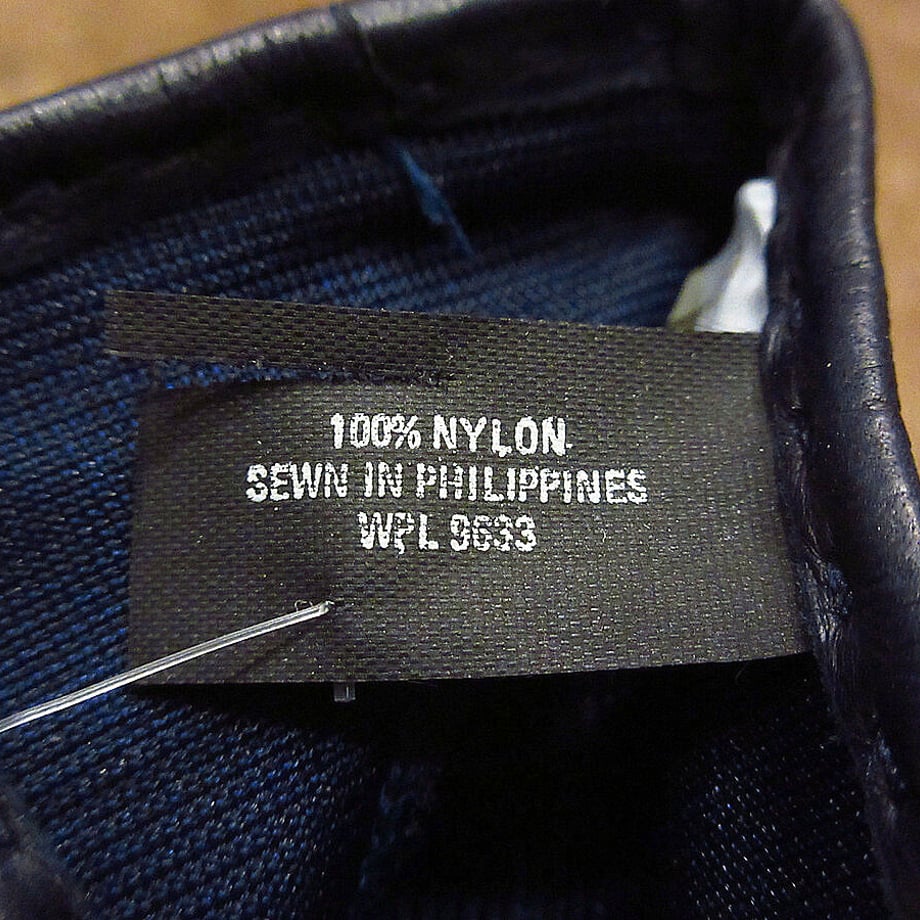 100% NYLON
SEWN IN PHILIPPINES
WPL 9633